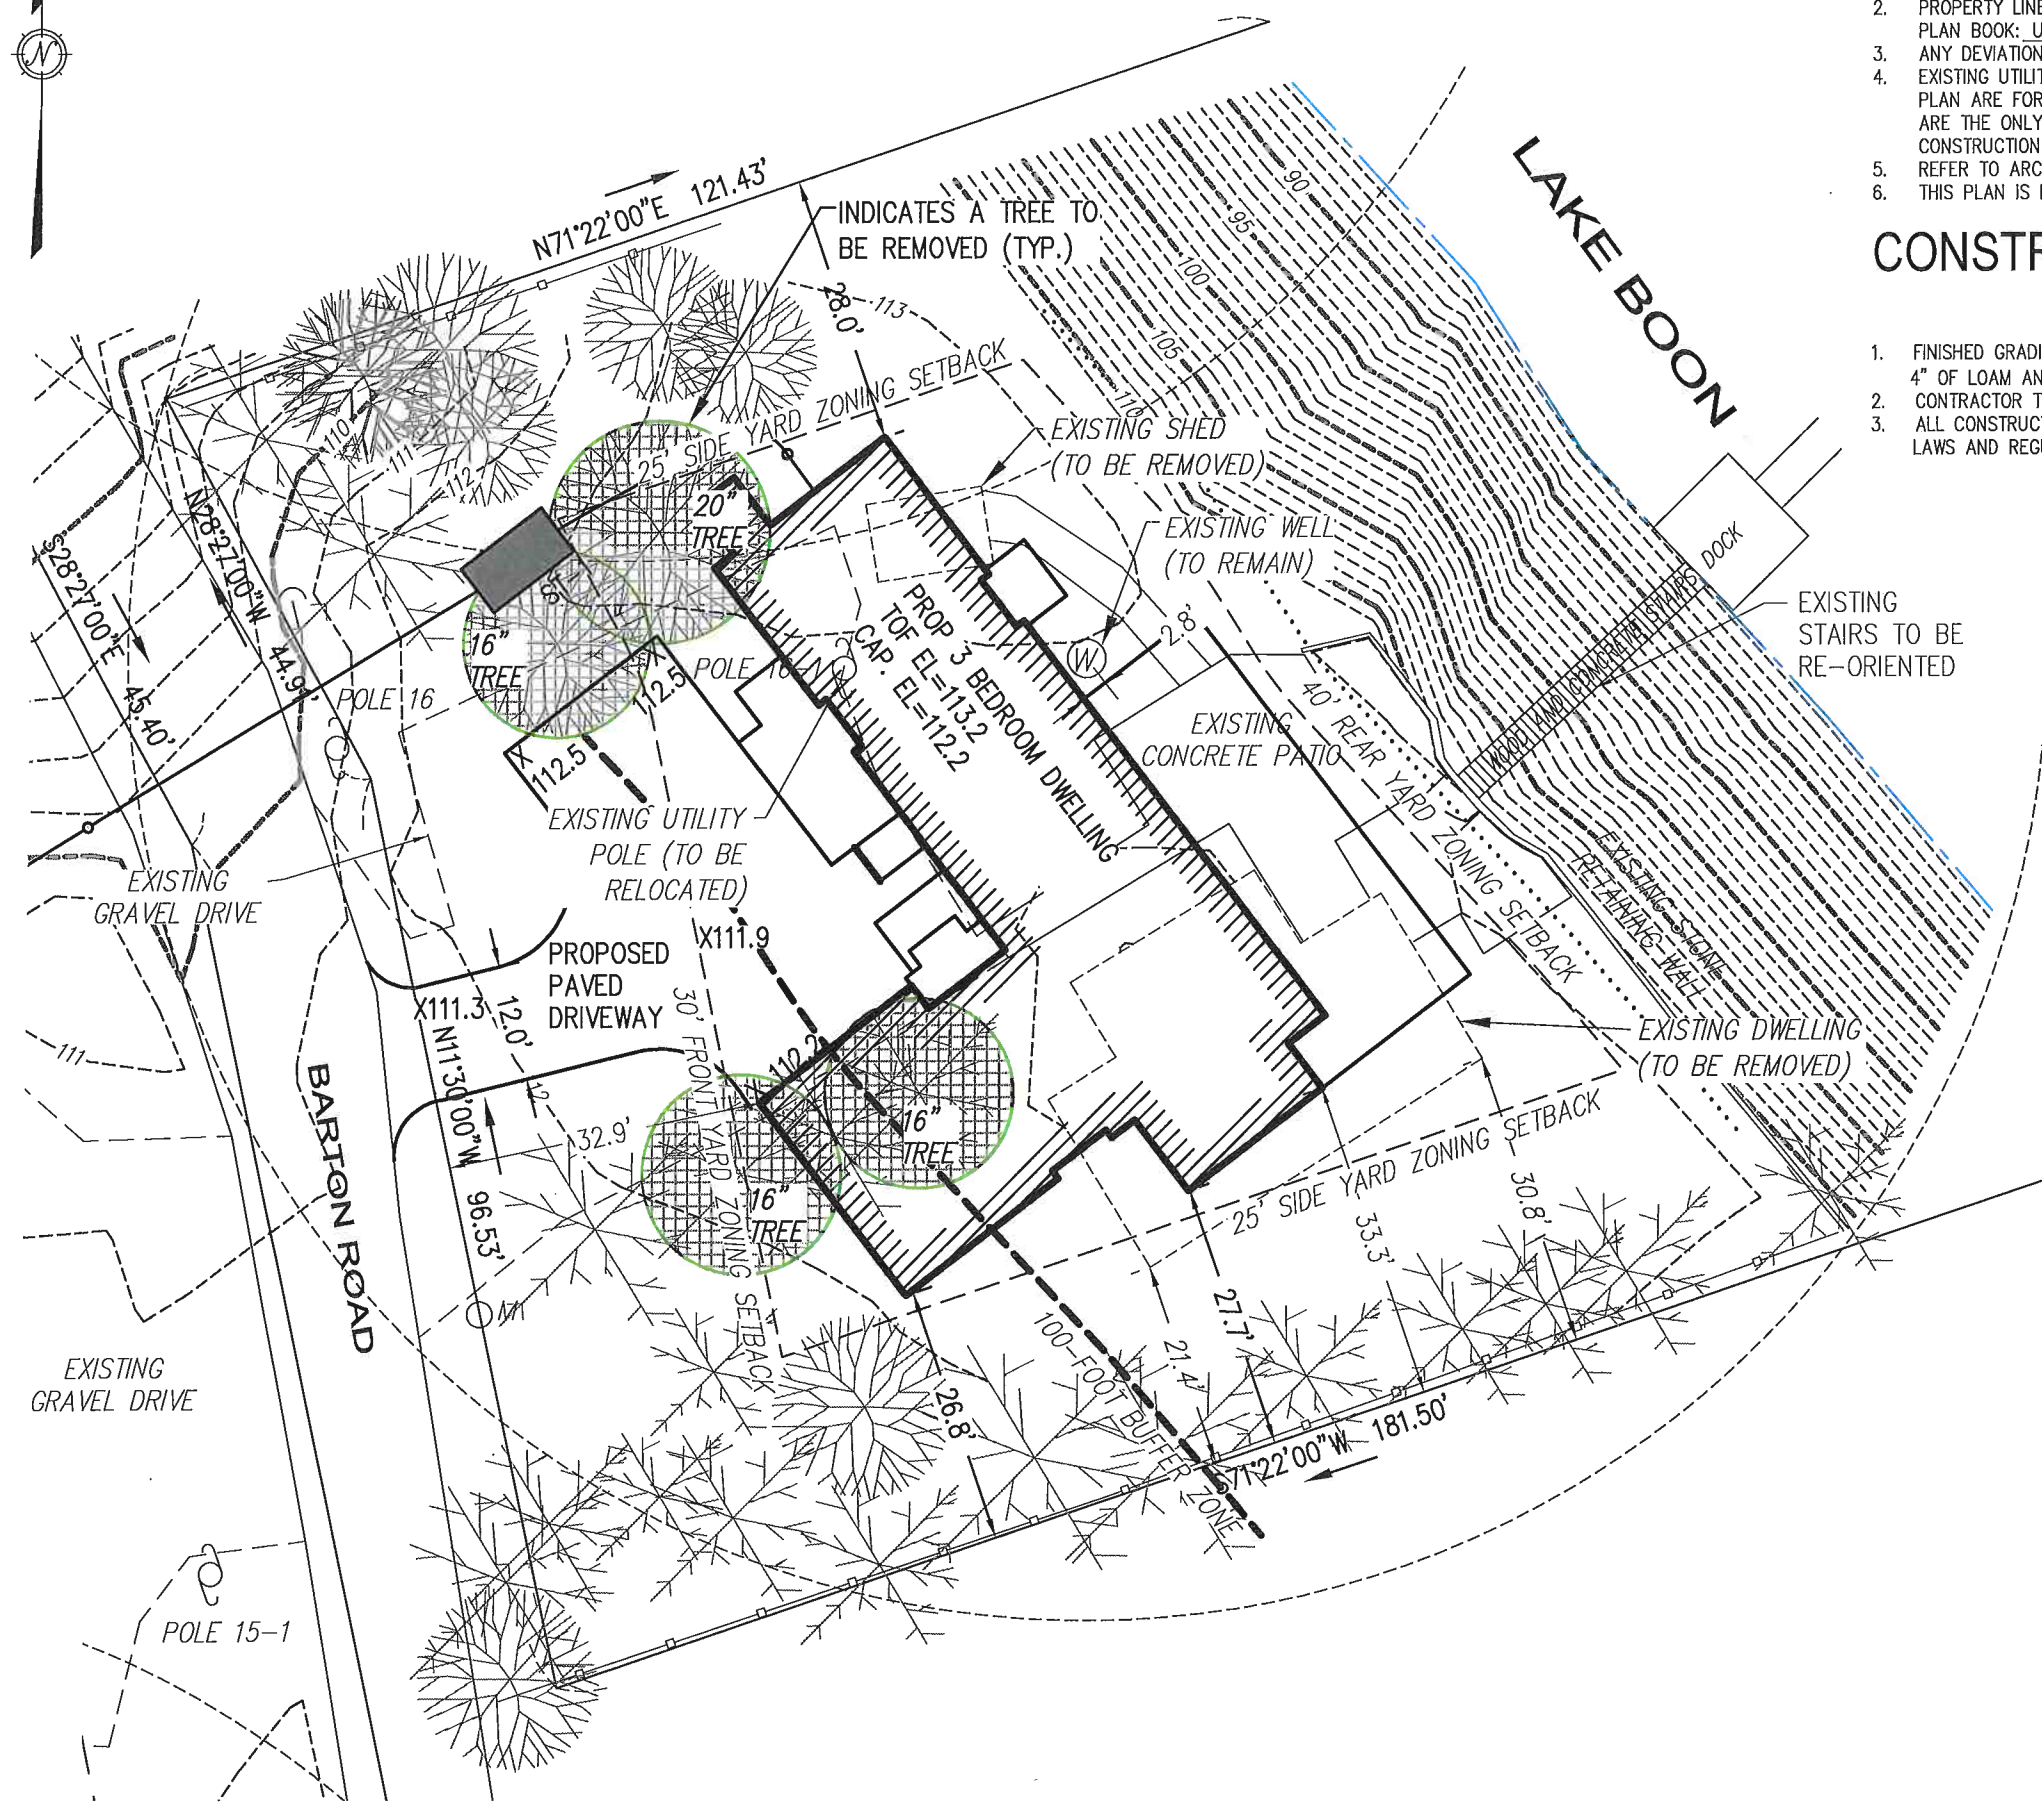 N
2. PROPERTY LINE
PLAN BOOK: U
3. ANY DEVIATION
4. EXISTING UTILIT
PLAN ARE FOR
ARE THE ONLY
CONSTRUCTION
5. REFER TO ARC
6. THIS PLAN IS
CONSTR
1. FINISHED GRADI
4" OF LOAM AN
2. CONTRACTOR T
3. ALL CONSTRUC
LAWS AND REG
LAKE BOON
N71°22'00"E 121.43'
INDICATES A TREE TO
BE REMOVED (TYP.)
28.0'
113
90
95
100
105
110
25' SIDE YARD ZONING SETBACK
EXISTING SHED
(TO BE REMOVED)
EXISTING WELL
(TO REMAIN)
W
2.8'
DOCK
WOOD AND CONCRETE STAIRS
EXISTING
STAIRS TO BE
RE-ORIENTED
110
111
112
20"
TREE
16"
TREE
N28°27'00"W 44.9
S28°27'00"E 45.40'
POLE 16
POLE 16-
112.5
112.5
PROP 3 BEDROOM DWELLING
TOF EL=113.2
CAP. EL=112.2
EXISTING
CONCRETE PATIO
40' REAR YARD ZONING SETBACK
EXISTING STONE
RETAINING WALL
EXISTING UTILITY
POLE (TO BE
RELOCATED)
EXISTING
GRAVEL DRIVE
X111.9
PROPOSED
PAVED
DRIVEWAY
X111.3
12.0'
112.2
12
30' FRONT YARD ZONING SETBACK
N11°30'00"W 96.53'
32.9'
16"
TREE
16"
TREE
EXISTING DWELLING
(TO BE REMOVED)
25' SIDE YARD ZONING SETBACK
111
BARTON ROAD
30.8'
33.3'
27.7'
21.4'
26.8'
100-FOOT BUFFER ZONE
S71°22'00"W 181.50'
EXISTING
GRAVEL DRIVE
POLE 15-1